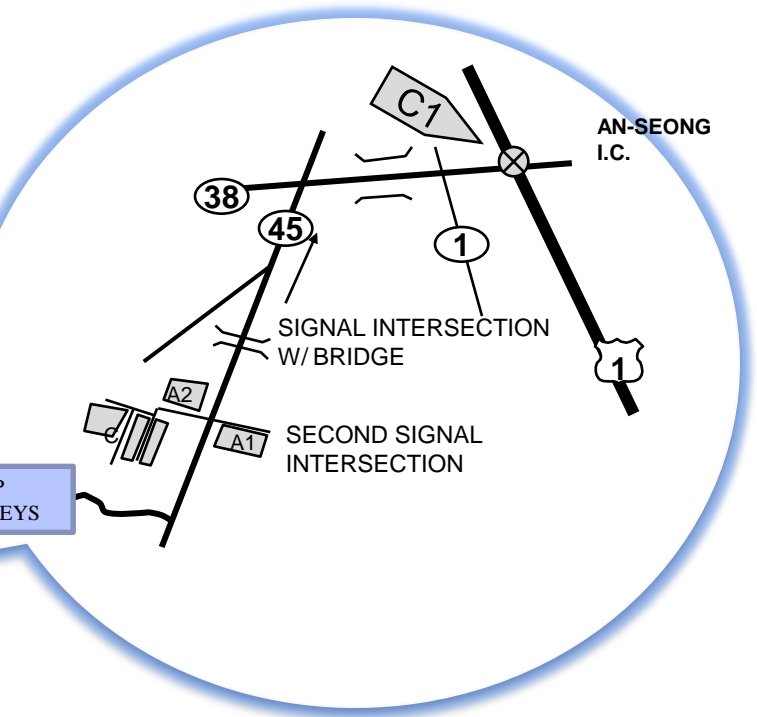 C1
AN-SEONG
I.C.
38
45
1
SIGNAL INTERSECTION
W/ BRIDGE
1
A2
C
A1
SECOND SIGNAL
INTERSECTION
P
EYS